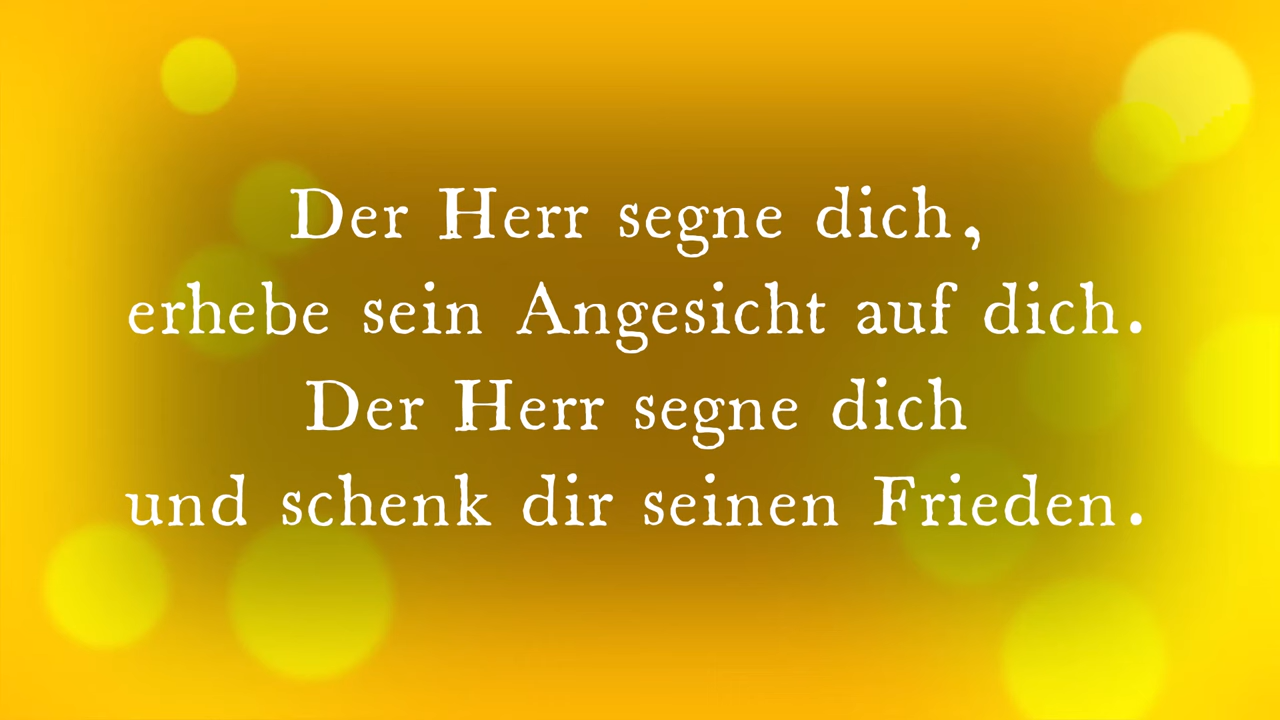 Der Herr segne dich,
erhebe sein Angesicht auf dich.
Der Herr segne dich
und schenk dir seinen Frieden.